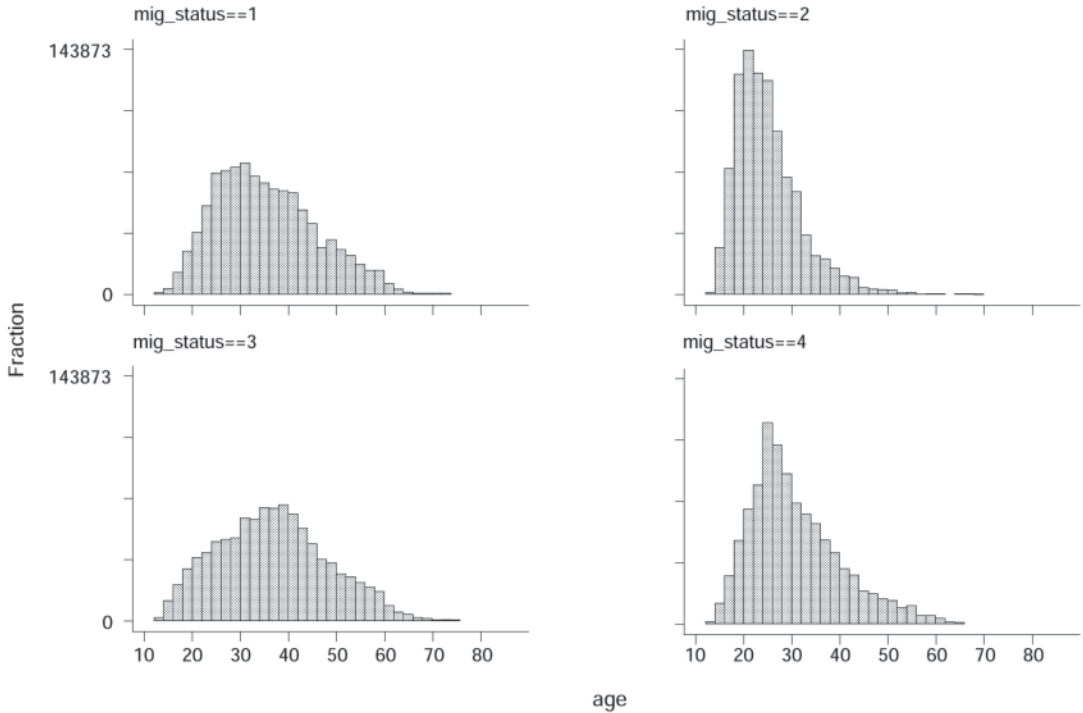 mig_status==1
mig_status==2
143873
0
mig_status==3
mig_status==4
143873
0
Fraction
10 20 30 40 50 60 70 80
10 20 30 40 50 60 70 80
age